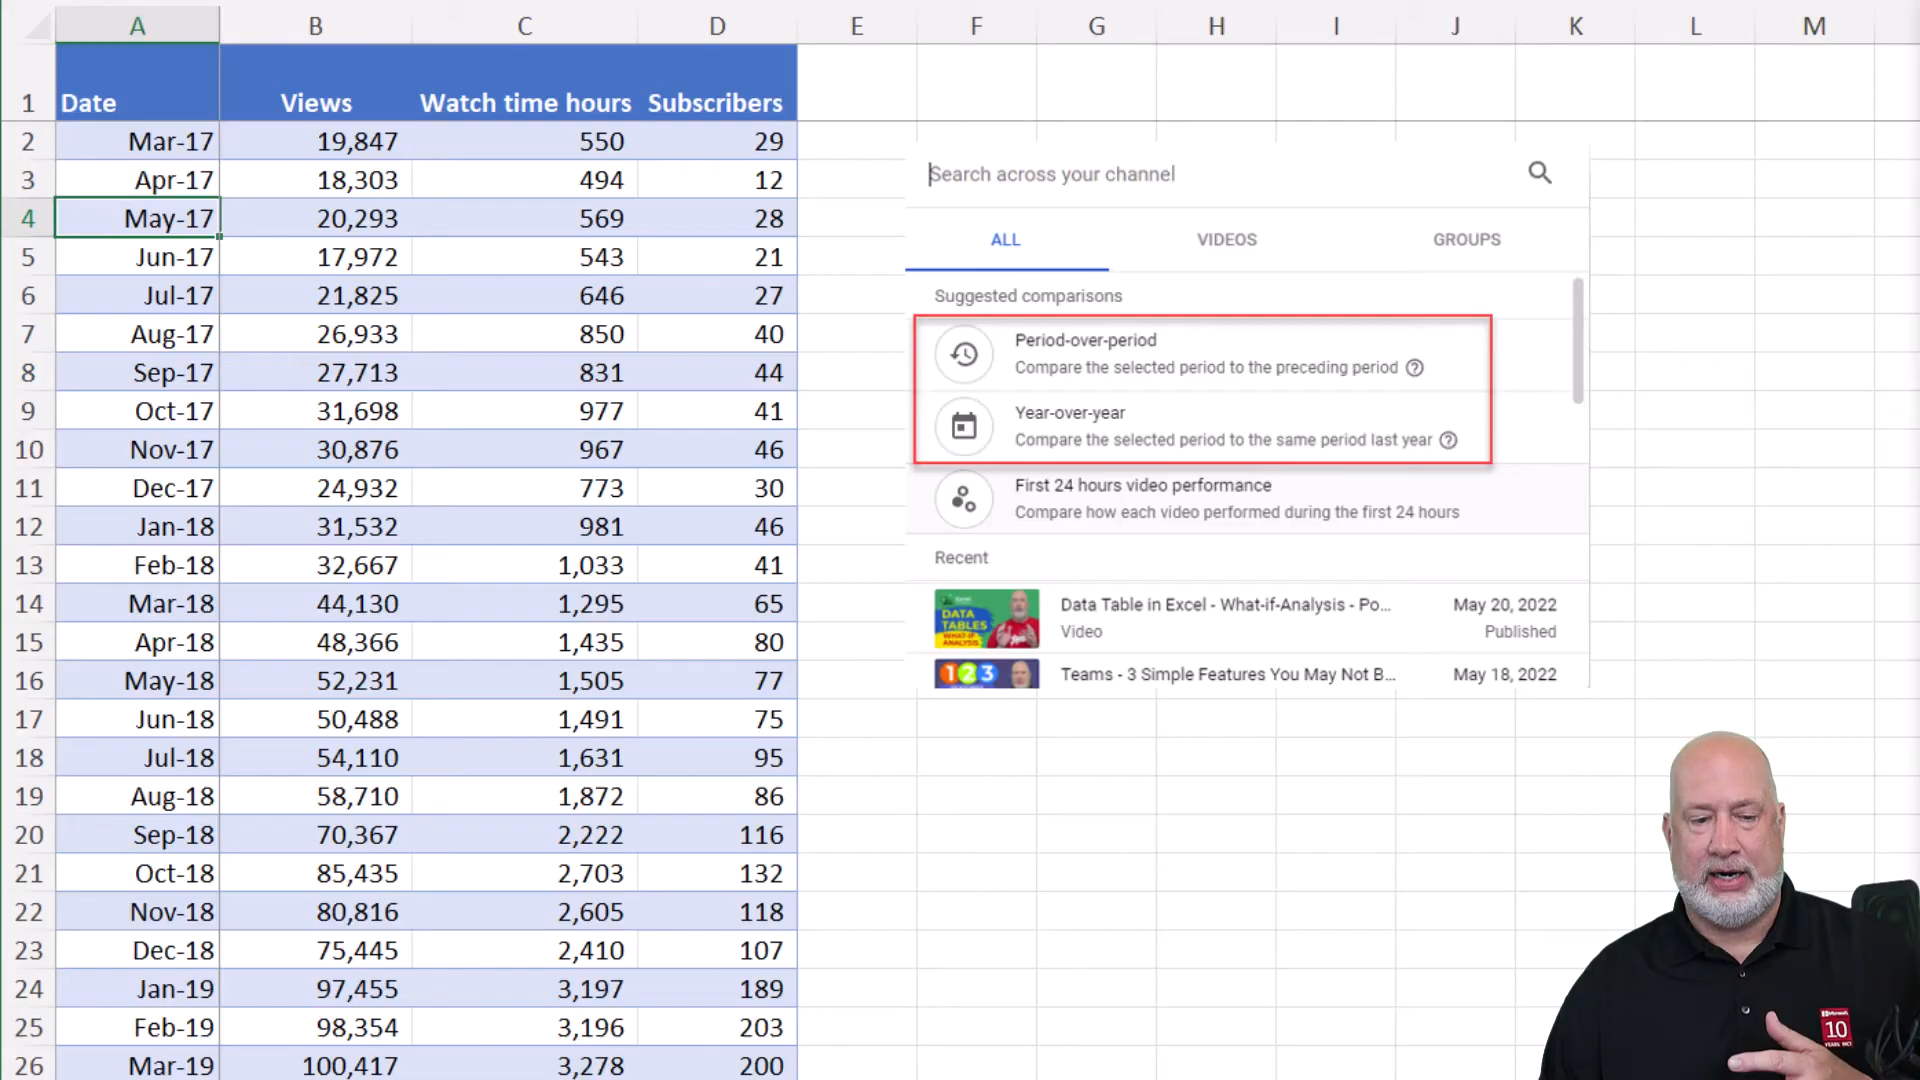 A B C D E F G H I J K L M
1 Date Views Watch time hours Subscribers
2 Mar-17 19,847 550 29
3 Apr-17 18,303 494 12
4 May-17 20,293 569 28
5 Jun-17 17,972 543 21
6 Jul-17 21,825 646 27
7 Aug-17 26,933 850 40
8 Sep-17 27,713 831 44
9 Oct-17 31,698 977 41
10 Nov-17 30,876 967 46
11 Dec-17 24,932 773 30
12 Jan-18 31,532 981 46
13 Feb-18 32,667 1,033 41
14 Mar-18 44,130 1,295 65
15 Apr-18 48,366 1,435 80
16 May-18 52,231 1,505 77
17 Jun-18 50,488 1,491 75
18 Jul-18 54,110 1,631 95
19 Aug-18 58,710 1,872 86
20 Sep-18 70,367 2,222 116
21 Oct-18 85,435 2,703 132
22 Nov-18 80,816 2,605 118
23 Dec-18 75,445 2,410 107
24 Jan-19 97,455 3,197 189
25 Feb-19 98,354 3,196 203
26 Mar-19 100,417 3,278 200
Search across your channel
ALL VIDEOS GROUPS
Suggested comparisons
Period-over-period
Compare the selected period to the preceding period
Year-over-year
Compare the selected period to the same period last year
First 24 hours video performance
Compare how each video performed during the first 24 hours
Recent
Data Table in Excel - What-if-Analysis - Po... May 20, 2022
Video Published
DATA
TABLES
WHAT-IF
ANALYSIS
Teams - 3 Simple Features You May Not B... May 18, 2022
123
Microsoft
10
YEARS MCT